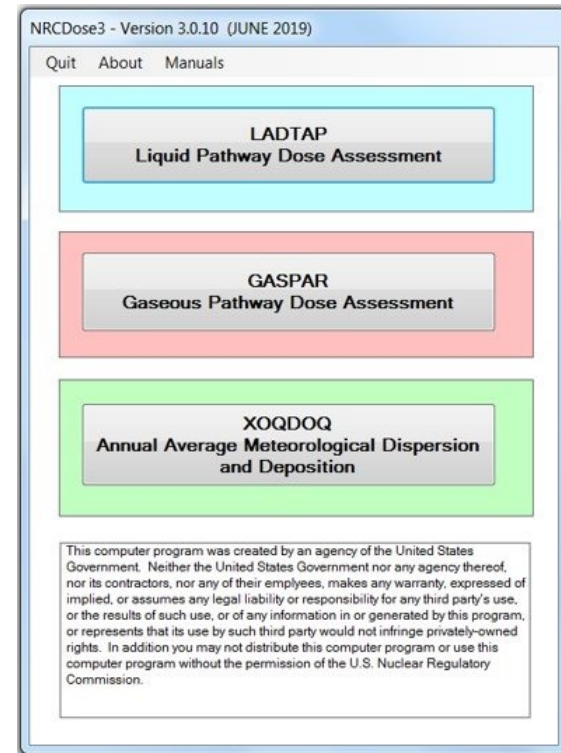 NRCDose3 - Version 3.0.10 (JUNE 2019)
Quit About Manuals
LADTAP
Liquid Pathway Dose Assessment
GASPAR
Gaseous Pathway Dose Assessment
XOQDOQ
Annual Average Meteorological Dispersion
and Deposition
This computer program was created by an agency of the United States
Government. Neither the United States Government nor any agency thereof,
nor its contractors, nor any of their emplyees, makes any warranty, expressed of
implied, or assumes any legal liability or responsibility for any third party's use,
or the results of such use, or of any information in or generated by this program,
or represents that its use by such third party would not infringe privately-owned
rights. In addition you may not distribute this computer program or use this
computer program without the permission of the U.S. Nuclear Regulatory
Commission.